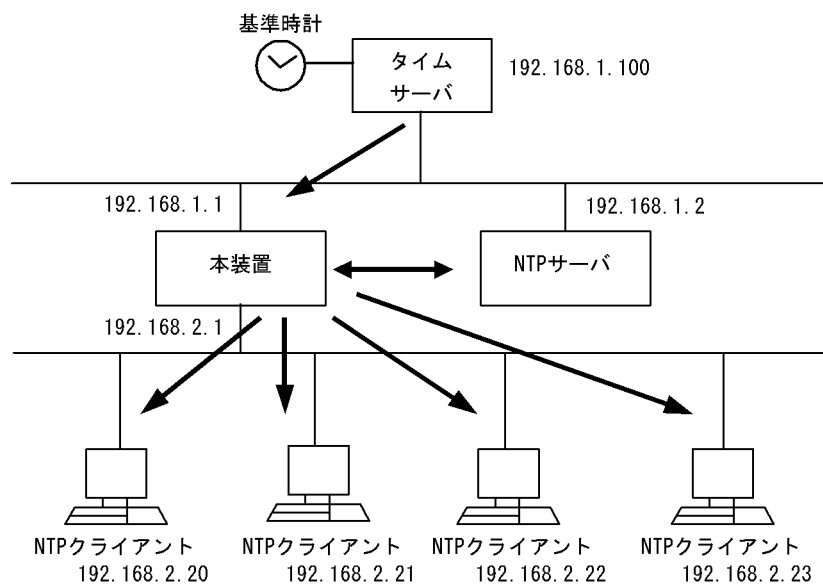 基準時計
タイム
サーバ
192.168.1.100
192.168.1.1
192.168.1.2
本装置
NTPサーバ
192.168.2.1
NTPクライアント
NTPクライアント
NTPクライアント
NTPクライアント
192.168.2.20
192.168.2.21
192.168.2.22
192.168.2.23